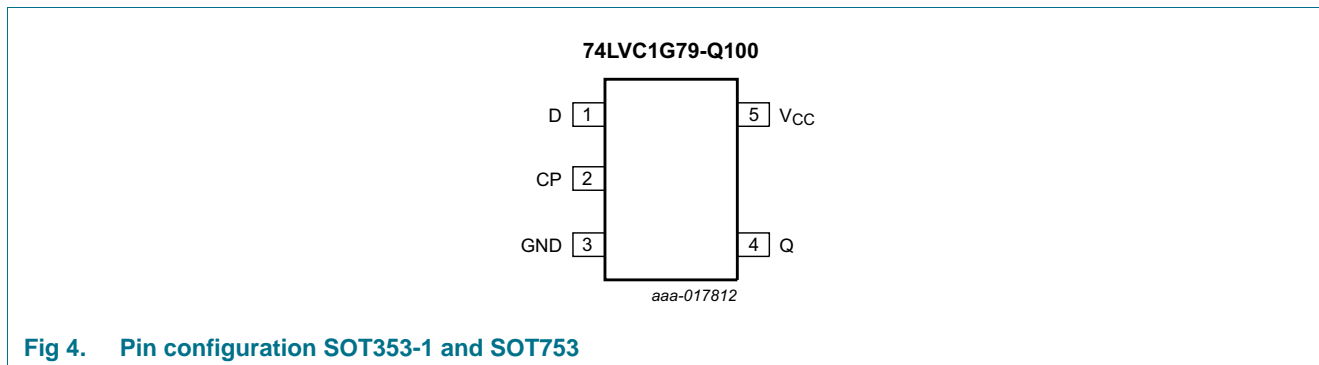 74LVC1G79-Q100
D 1 5 VCC
CP 2
GND 3 4 Q
aaa-017812
Fig 4. Pin configuration SOT353-1 and SOT753